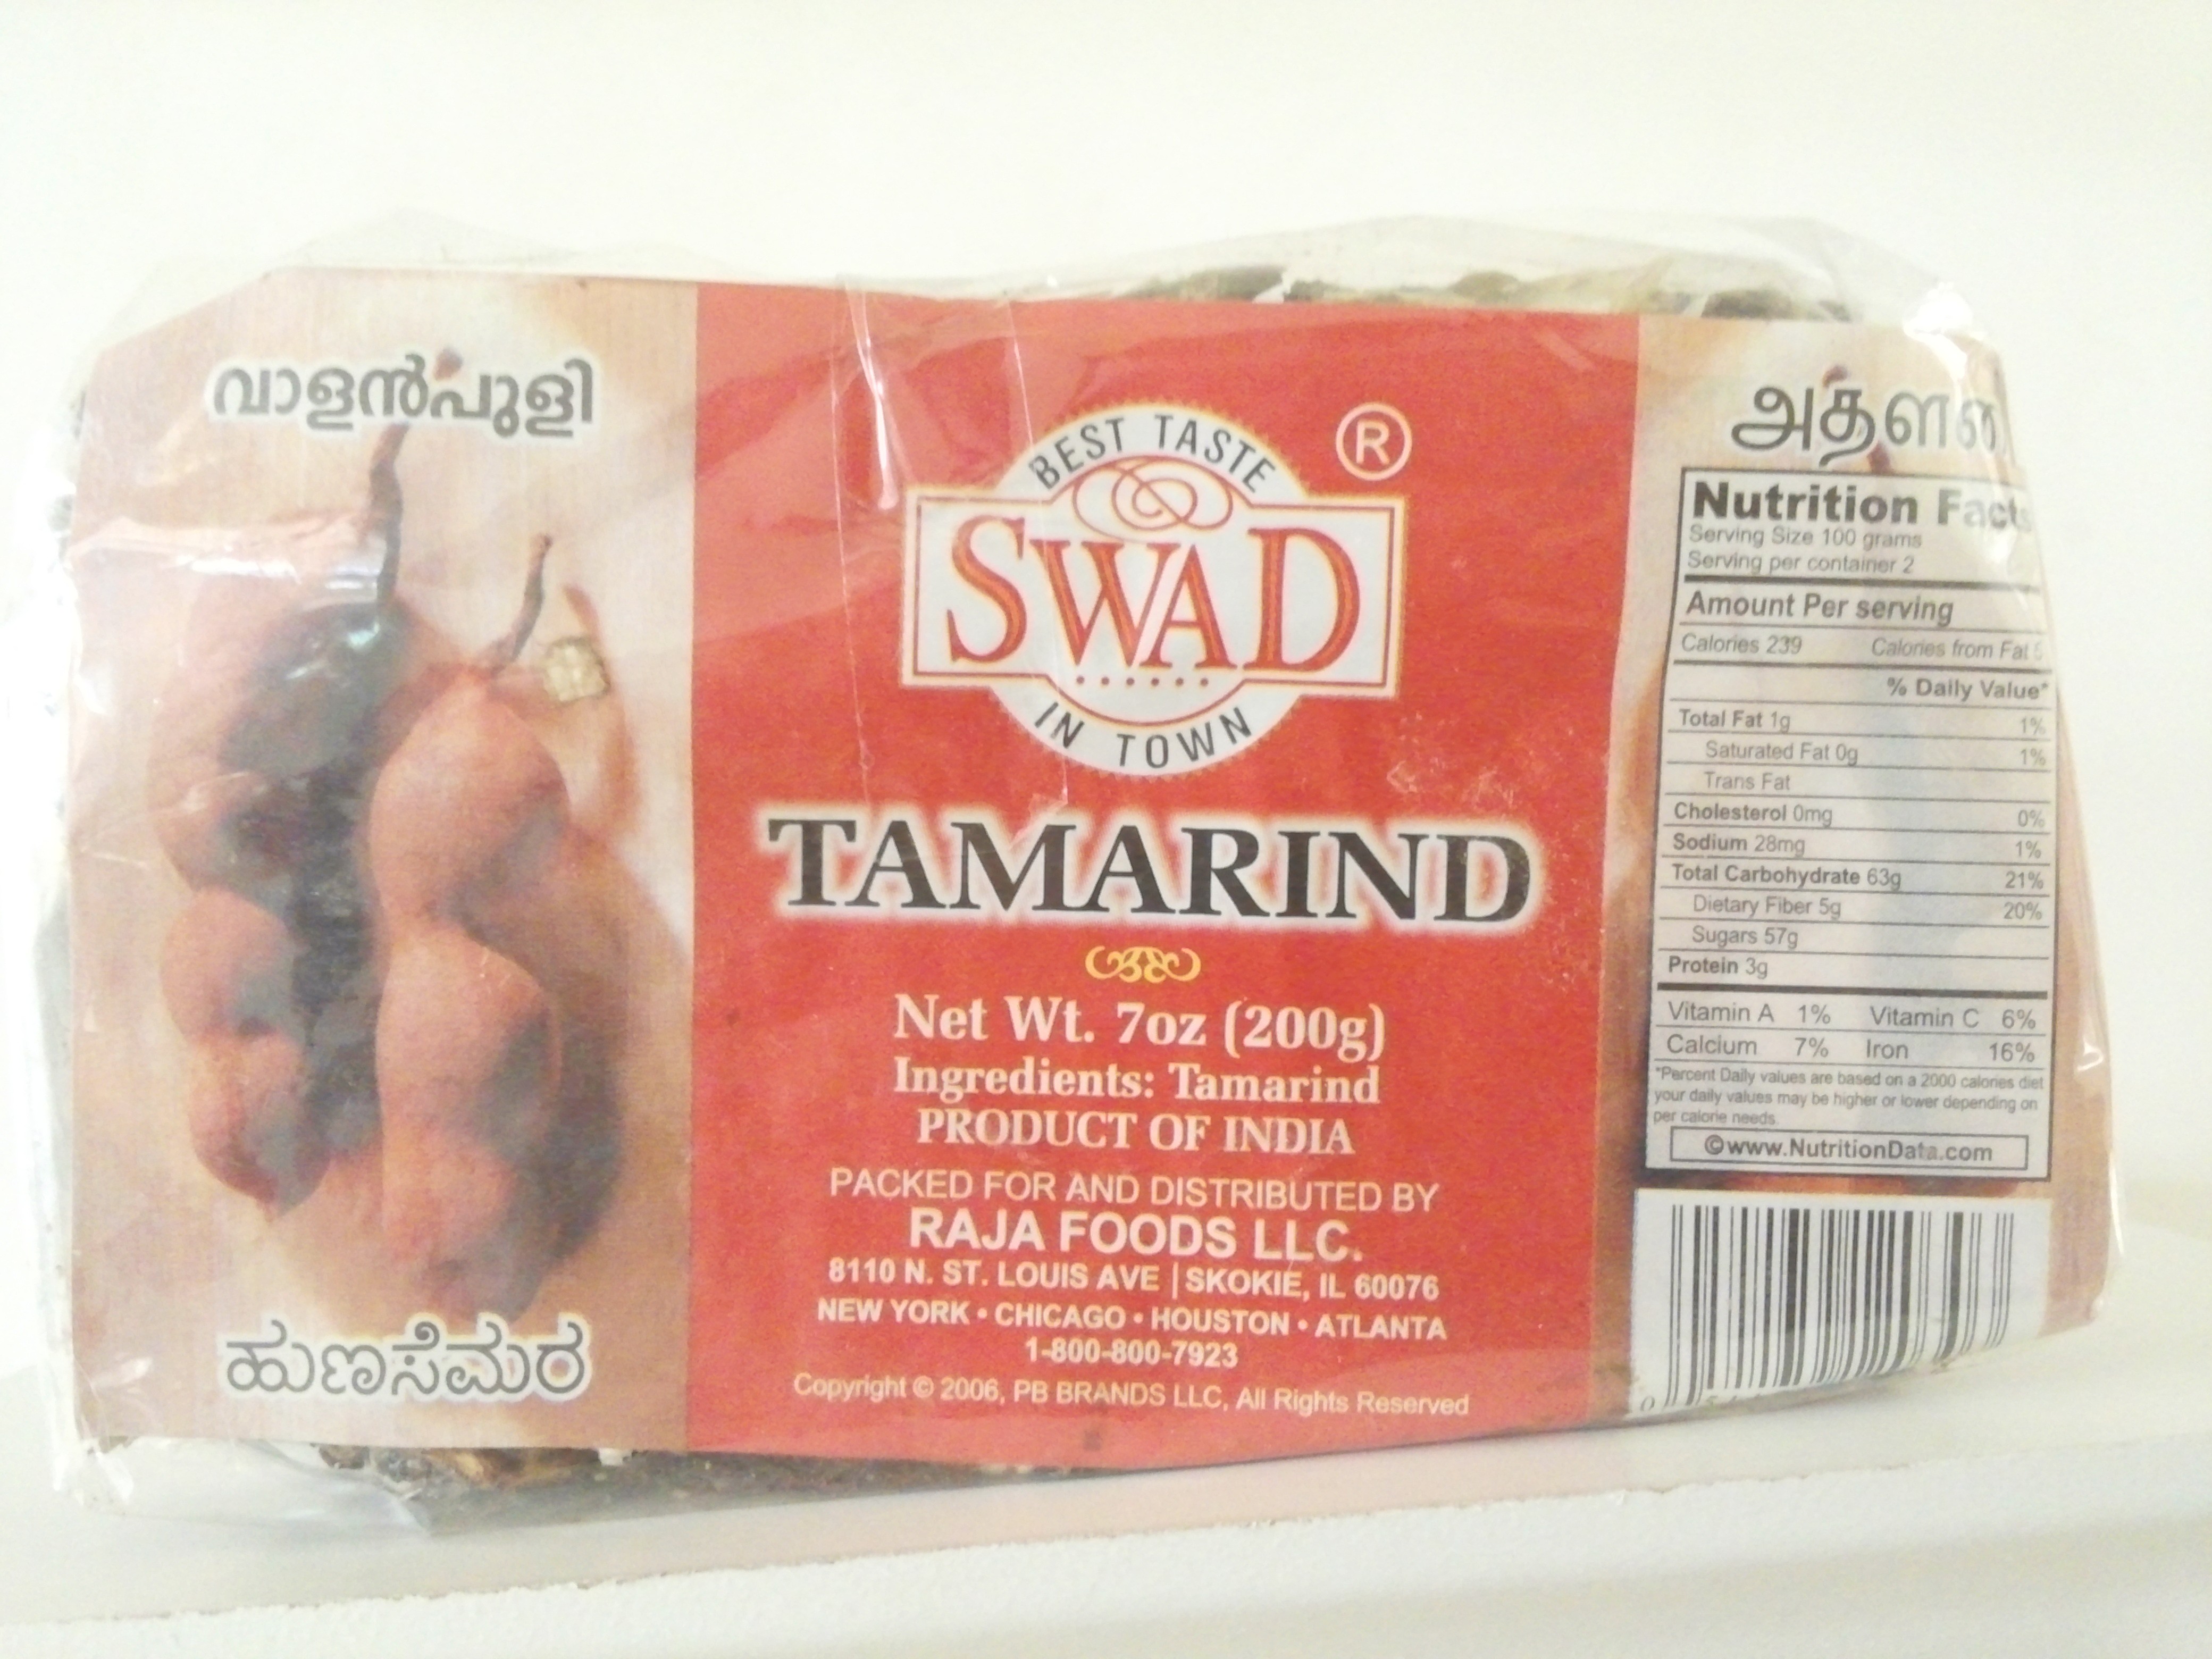 വാളൻപുളി
ಹುಣಸೆಮರ
BEST TASTE
®
SWAD
IN TOWN
TAMARIND
Net Wt. 7oz (200g)
Ingredients: Tamarind
PRODUCT OF INDIA
PACKED FOR AND DISTRIBUTED BY
RAJA FOODS LLC.
8110 N. ST. LOUIS AVE | SKOKIE, IL 60076
NEW YORK • CHICAGO • HOUSTON • ATLANTA
1-800-800-7923
Copyright © 2006, PB BRANDS LLC, All Rights Reserved
Nutrition Facts
Serving Size 100 grams
Serving per container 2
Amount Per serving
Calories 239 Calories from Fat 5
% Daily Value*
Total Fat 1g 1%
Saturated Fat 0g 1%
Trans Fat
Cholesterol 0mg 0%
Sodium 28mg 1%
Total Carbohydrate 63g 21%
Dietary Fiber 5g 20%
Sugars 57g
Protein 3g
Vitamin A 1% Vitamin C 6%
Calcium 7% Iron 16%
*Percent Daily values are based on a 2000 calories diet
your daily values may be higher or lower depending on
per calorie needs.
©www.NutritionData.com